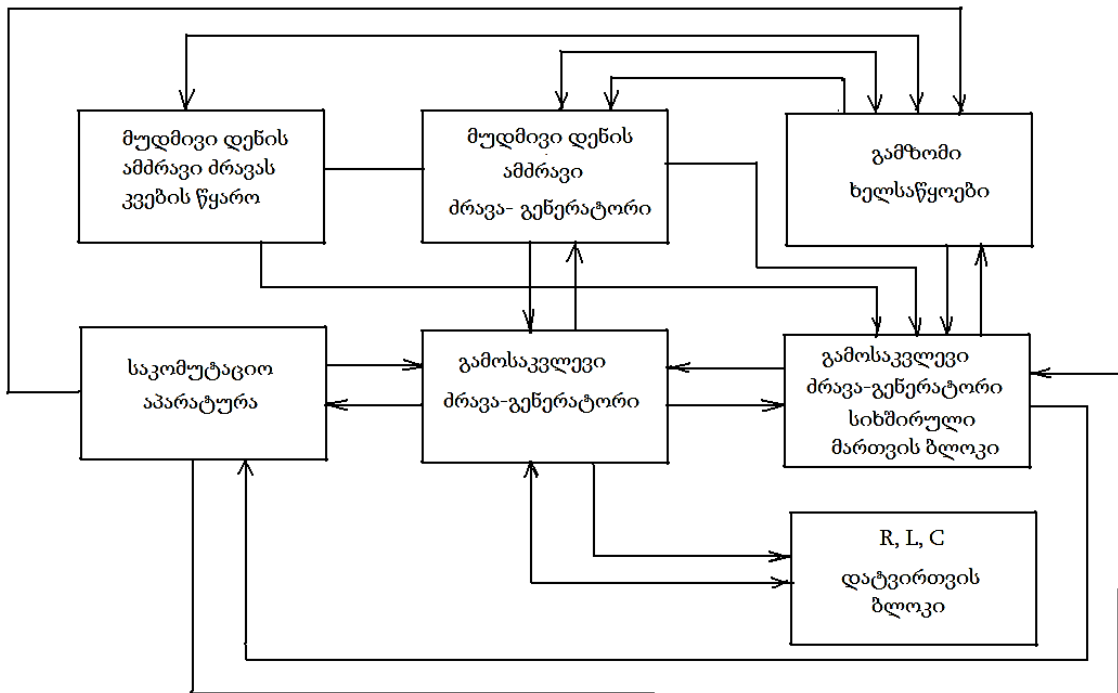 მუდმივი დენის
ამძრავი ძრავას
კვების წყარო
მუდმივი დენის
ამძრავი
ძრავა- გენერატორი
გამზომი
ხელსაწყოები
საკომუტაციო
აპარატურა
გამოსაკვლევი
ძრავა-გენერატორი
გამოსაკვლევი
ძრავა-გენერატორი
სიხშირული
მართვის ბლოკი
R, L, C
დატვირთვის
ბლოკი